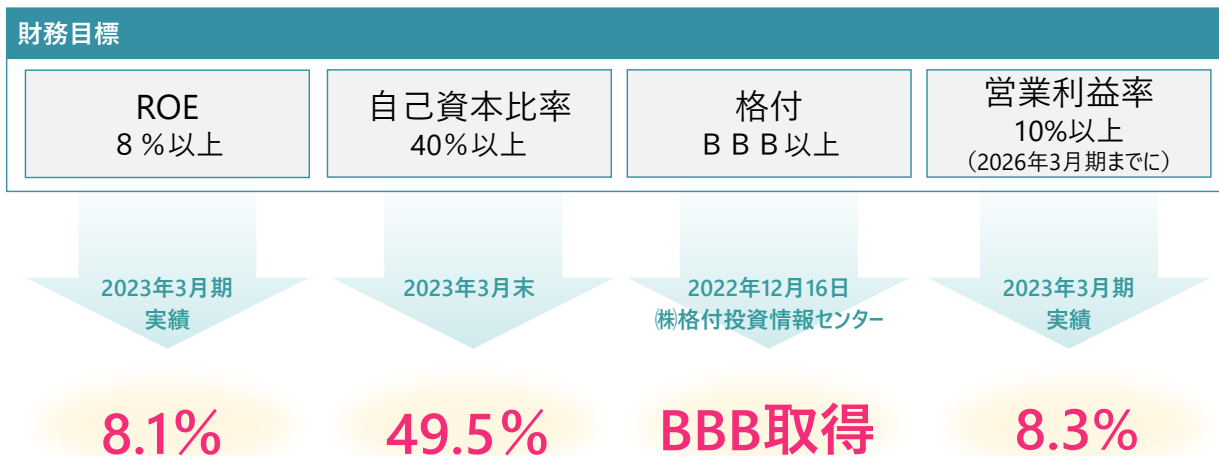 財務目標
ROE
8％以上
自己資本比率
40％以上
格付
ＢＢＢ以上
営業利益率
10%以上
（2026年3月期までに）
2023年3月期
実績
2023年3月末
2022年12月16日
㈱格付投資情報センター
2023年3月期
実績
8.1%
49.5%
BBB取得
8.3%